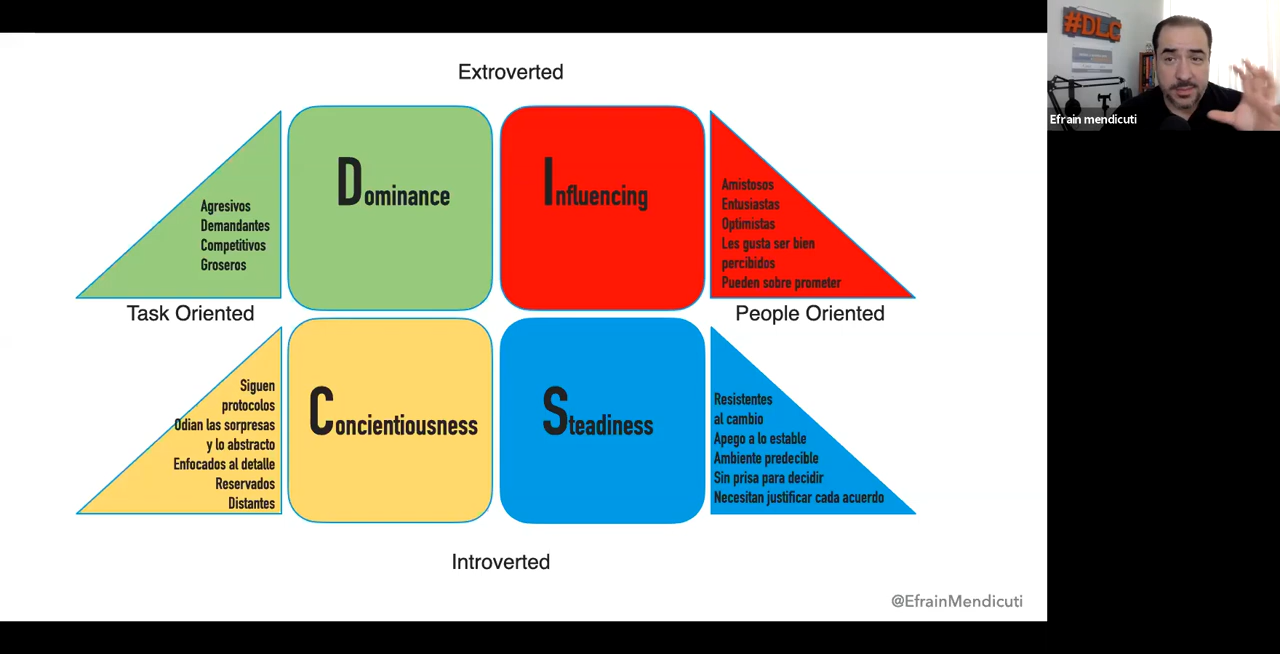 Extroverted
#DLC
Efrain mendicuti
Dominance
Influencing
Agresivos
Demandantes
Competitivos
Groseros
Amistosos
Entusiastas
Optimistas
Les gusta ser bien
percibidos
Pueden sobre prometer
Task Oriented
People Oriented
Siguen
protocolos
Odian las sorpresas
y lo abstracto
Enfocados al detalle
Reservados
Distantes
Concientiousness
Steadiness
Resistentes
al cambio
Apego a lo estable
Ambiente predecible
Sin prisa para decidir
Necesitan justificar cada acuerdo
Introverted
@EfrainMendicuti